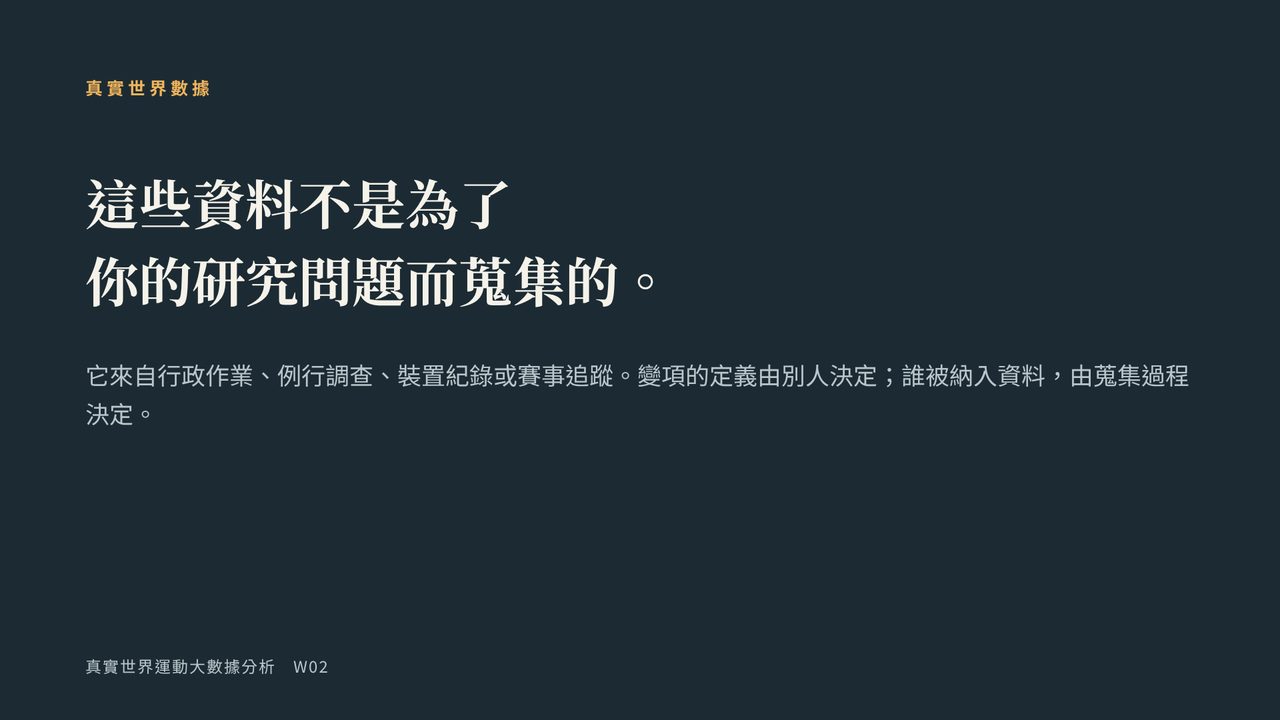 真實世界數據
這些資料不是為了
你的研究問題而蒐集的。
它來自行政作業、例行調查、裝置紀錄或賽事追蹤。變項的定義由別人決定；誰被納入資料，由蒐集過程
決定。
真實世界運動大數據分析　W02